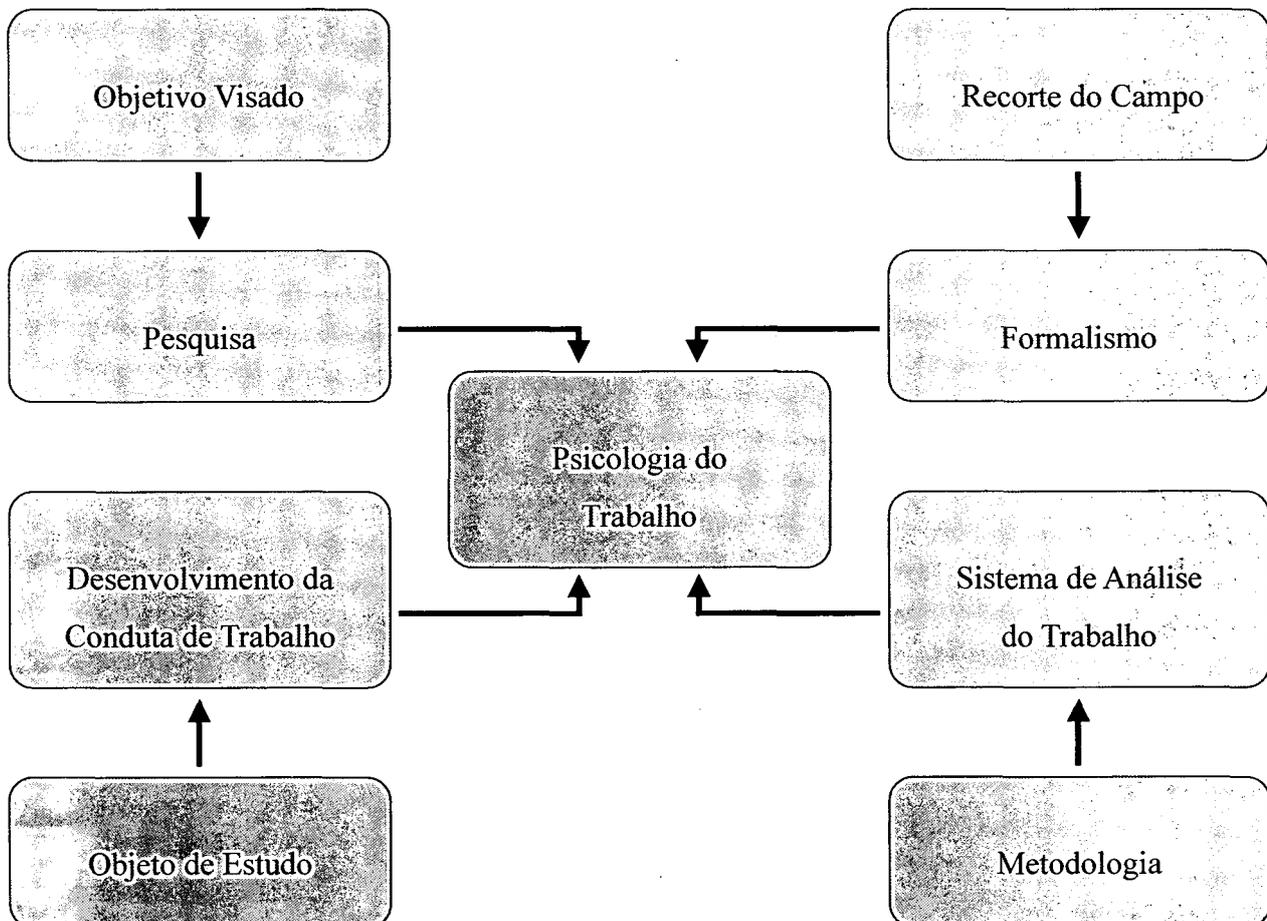 Objetivo Visado
Recorte do Campo
Pesquisa
Formalismo
Psicologia do
Trabalho
Desenvolvimento da
Conduta de Trabalho
Sistema de Análise
do Trabalho
Objeto de Estudo
Metodologia